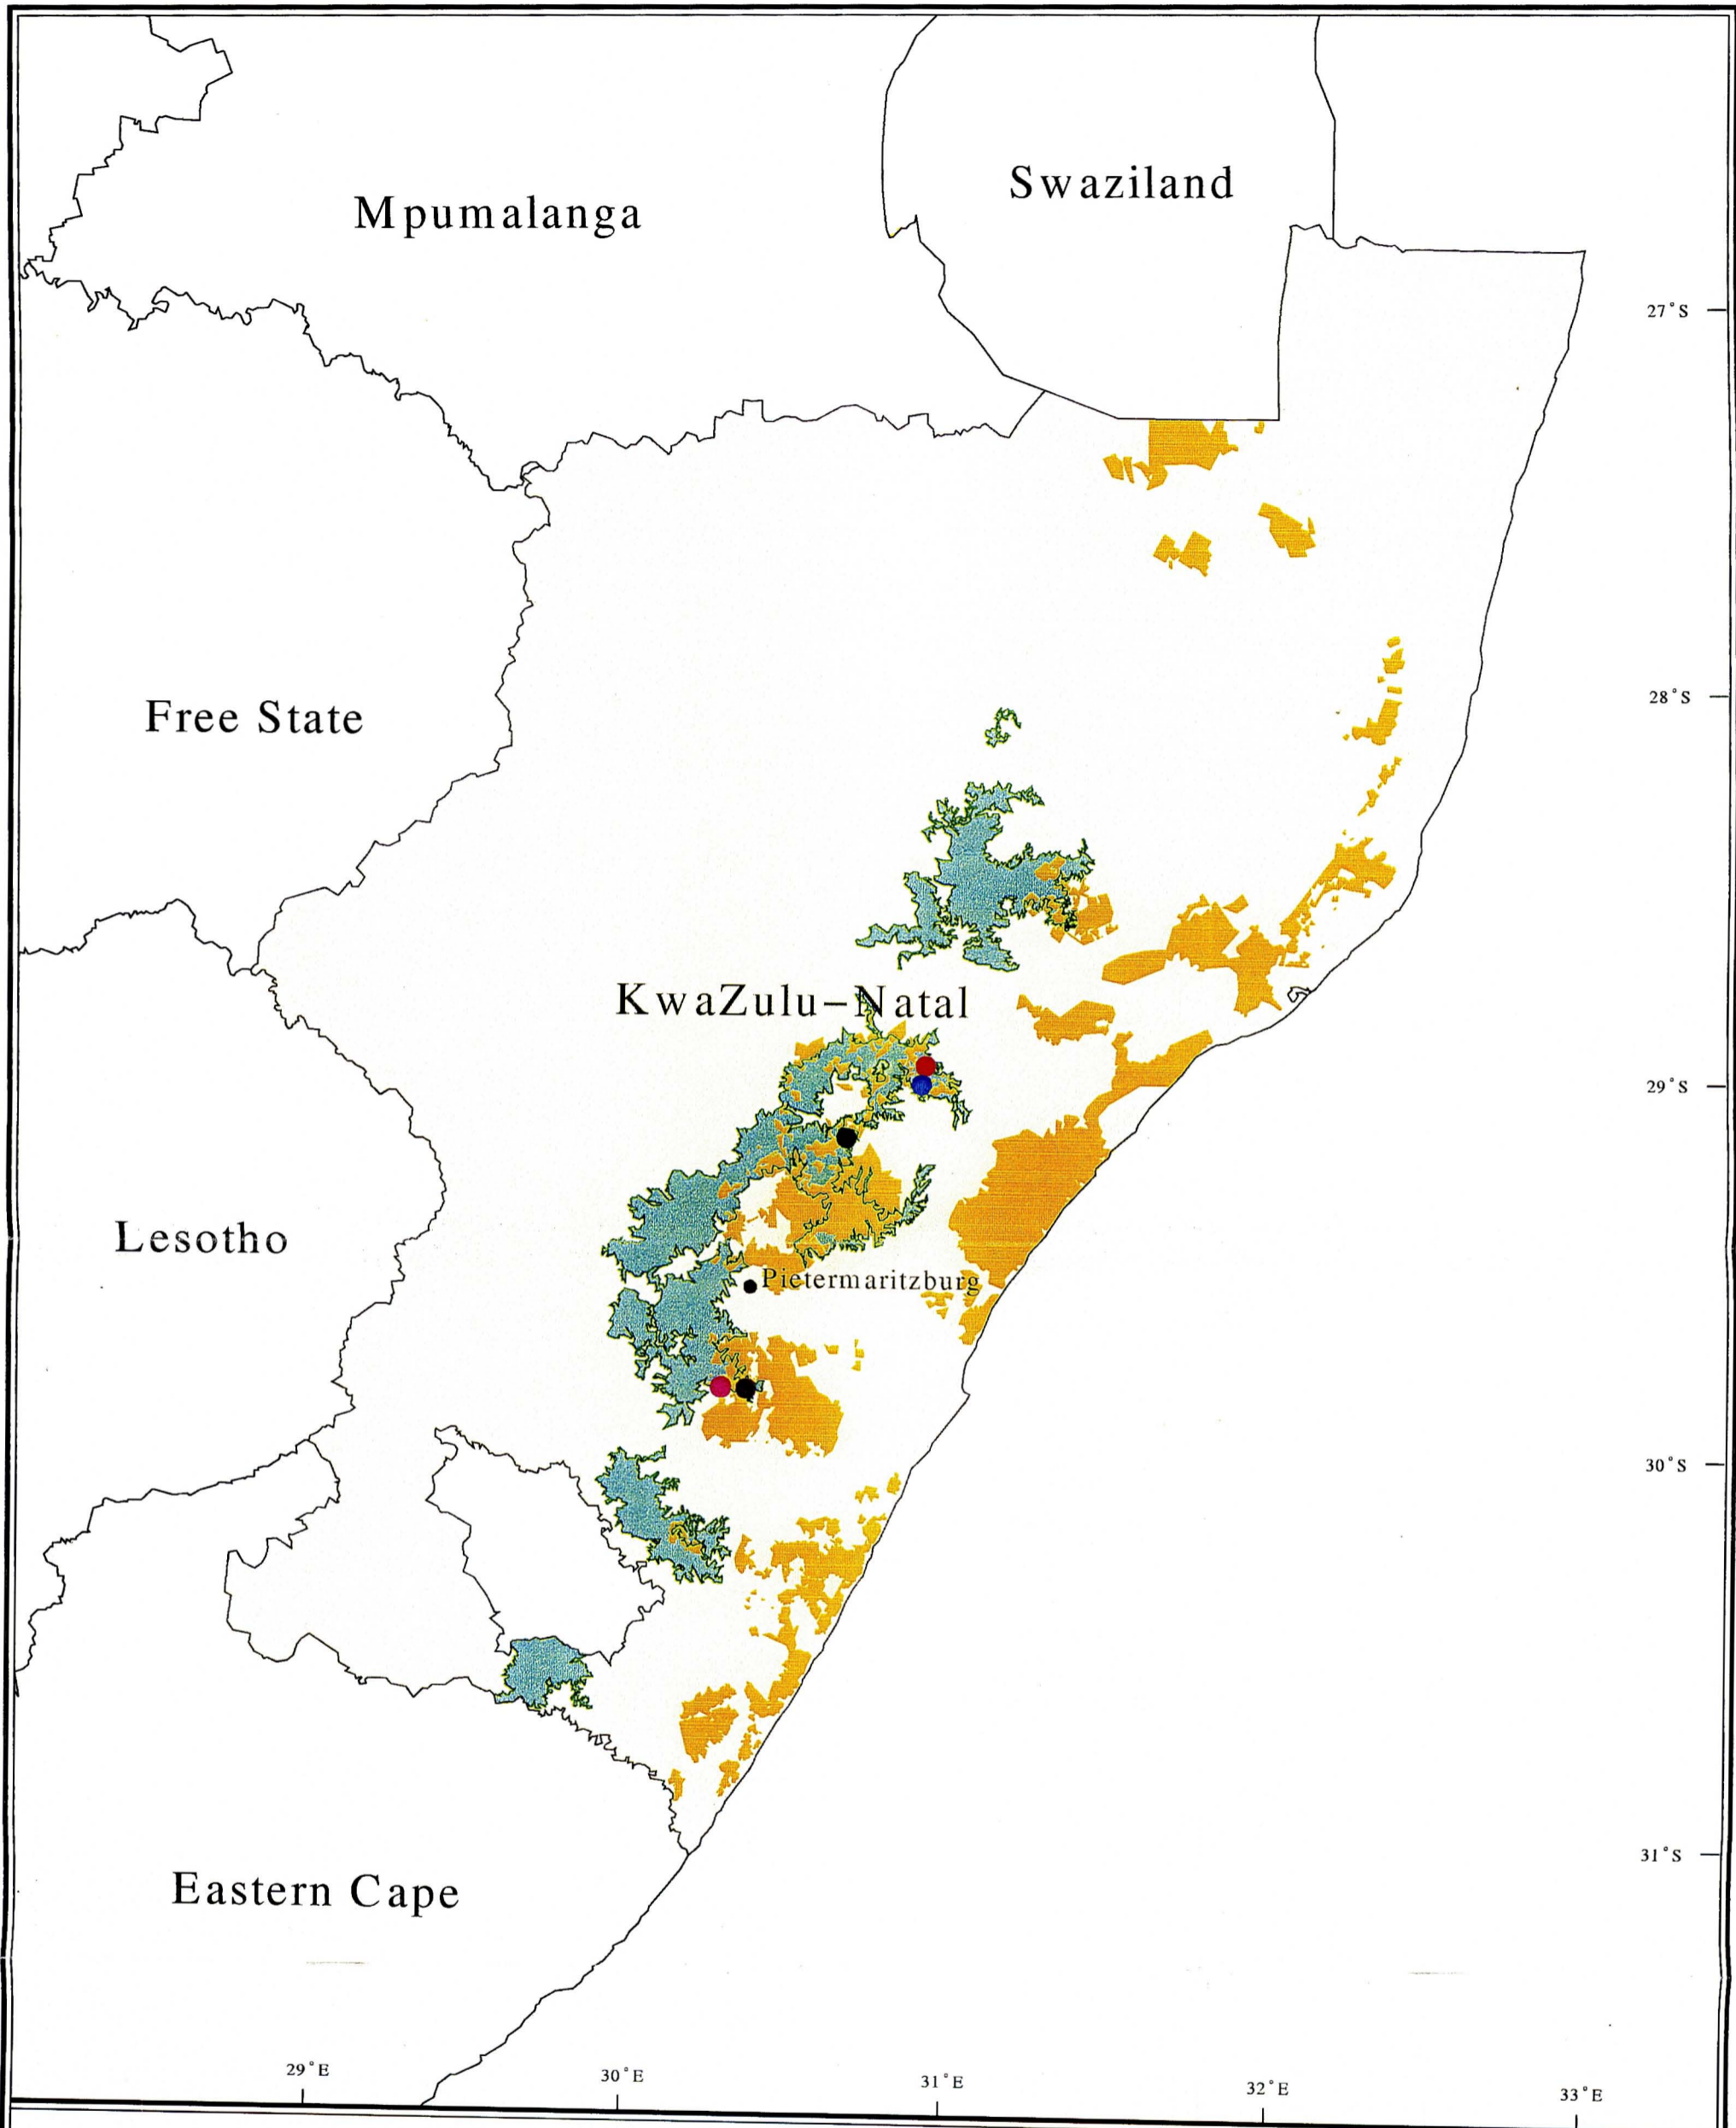 Swaziland
Mpumalanga
27°S
28°S
Free State
KwaZulu–Natal
29°S
Lesotho
Pietermaritzburg
30°S
31°S
Eastern Cape
29°E
30°E
31°E
32°E
33°E